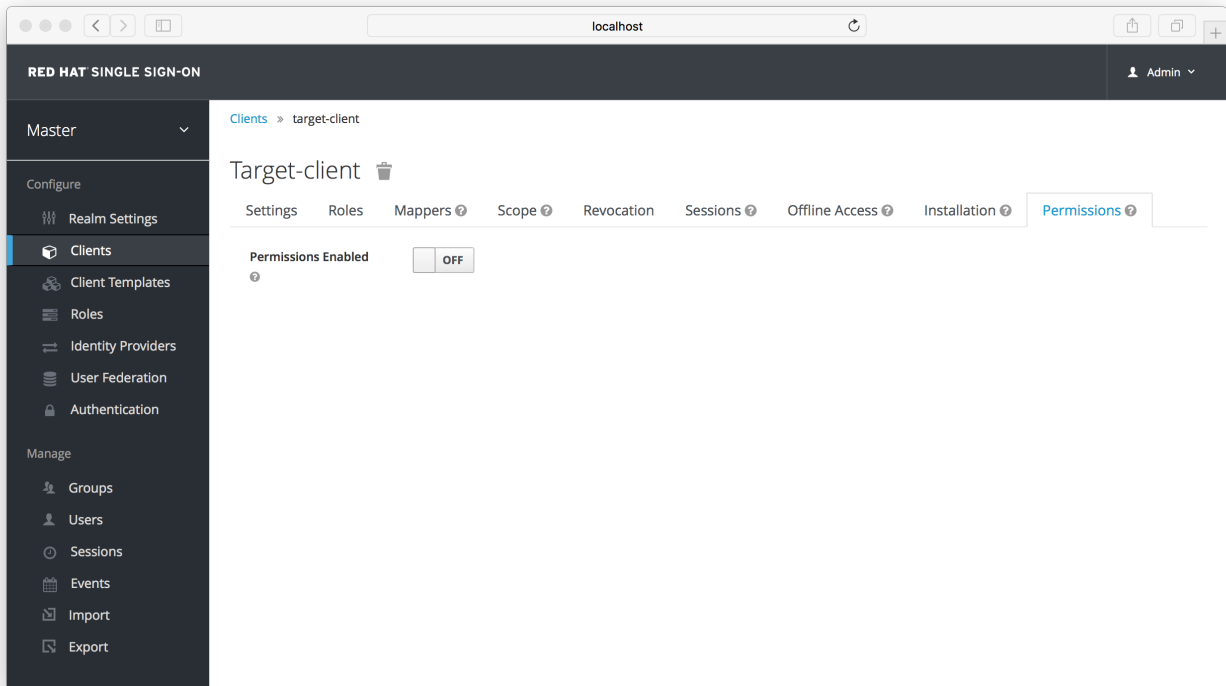 localhost
RED HAT SINGLE SIGN-ON
Admin
Master
Clients » target-client
Target-client
Configure
Settings Roles Mappers Scope Revocation Sessions Offline Access Installation Permissions
Realm Settings
Clients
Client Templates
Roles
Identity Providers
User Federation
Authentication
Permissions Enabled
OFF
Manage
Groups
Users
Sessions
Events
Import
Export